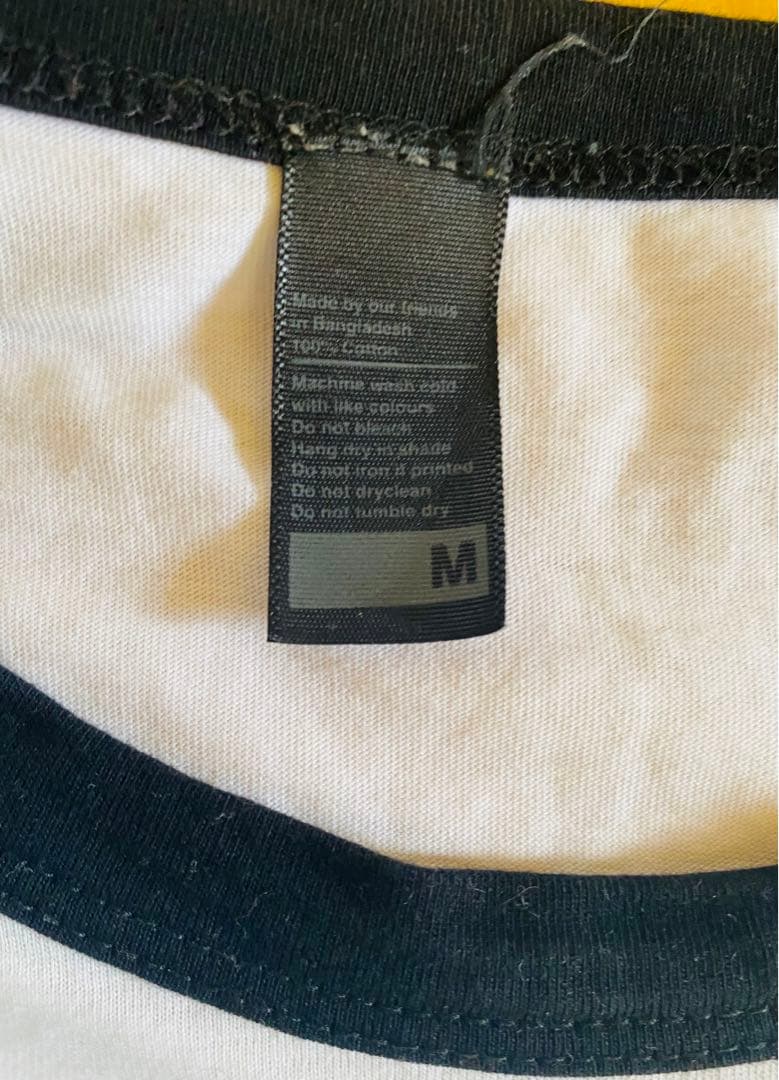 Made by our friends
in Bangladesh
100% Cotton
Machine wash cold
with like colours
Do not bleach
Hang dry in shade
Do not iron if printed
Do not dryclean
Do not tumble dry
M